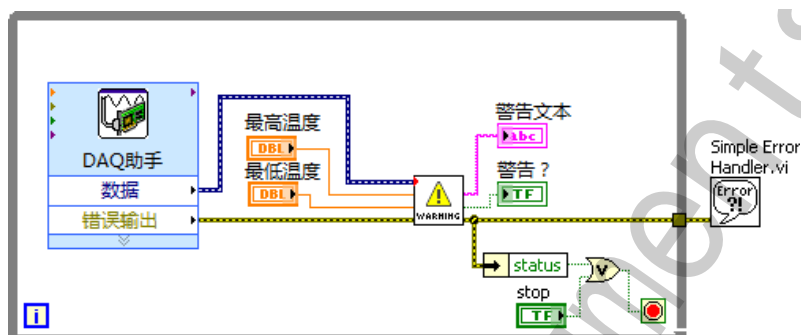 DAQ助手
数据
错误输出
最高温度
DBL
最低温度
DBL
WARNING
警告文本
abc
警告？
TF
Simple Error
Handler.vi
Error
?!
status
V
stop
TF
i